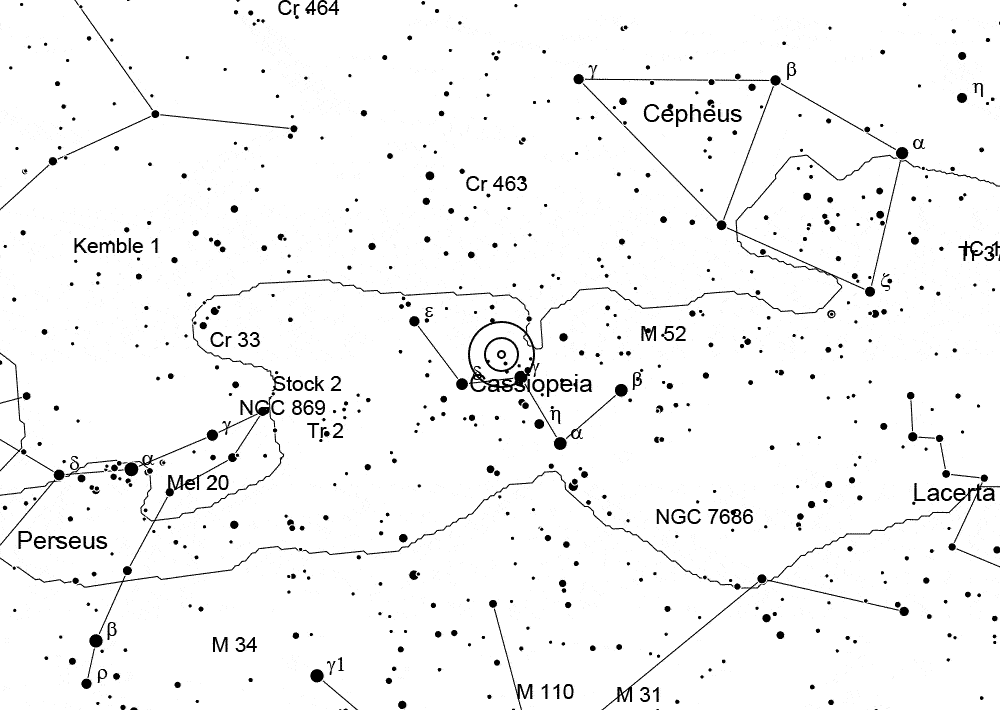 Cr 464
γ
β
η
Cepheus
α
Cr 463
Kemble 1
ζ
ε
M 52
Cr 33
γ
δ
Cassiopeia
β
Stock 2
NGC 869
η
γ
Tr 2
α
δ
α
Mel 20
Lacerta
NGC 7686
Perseus
β
M 34
γ1
ρ
M 110
M 31